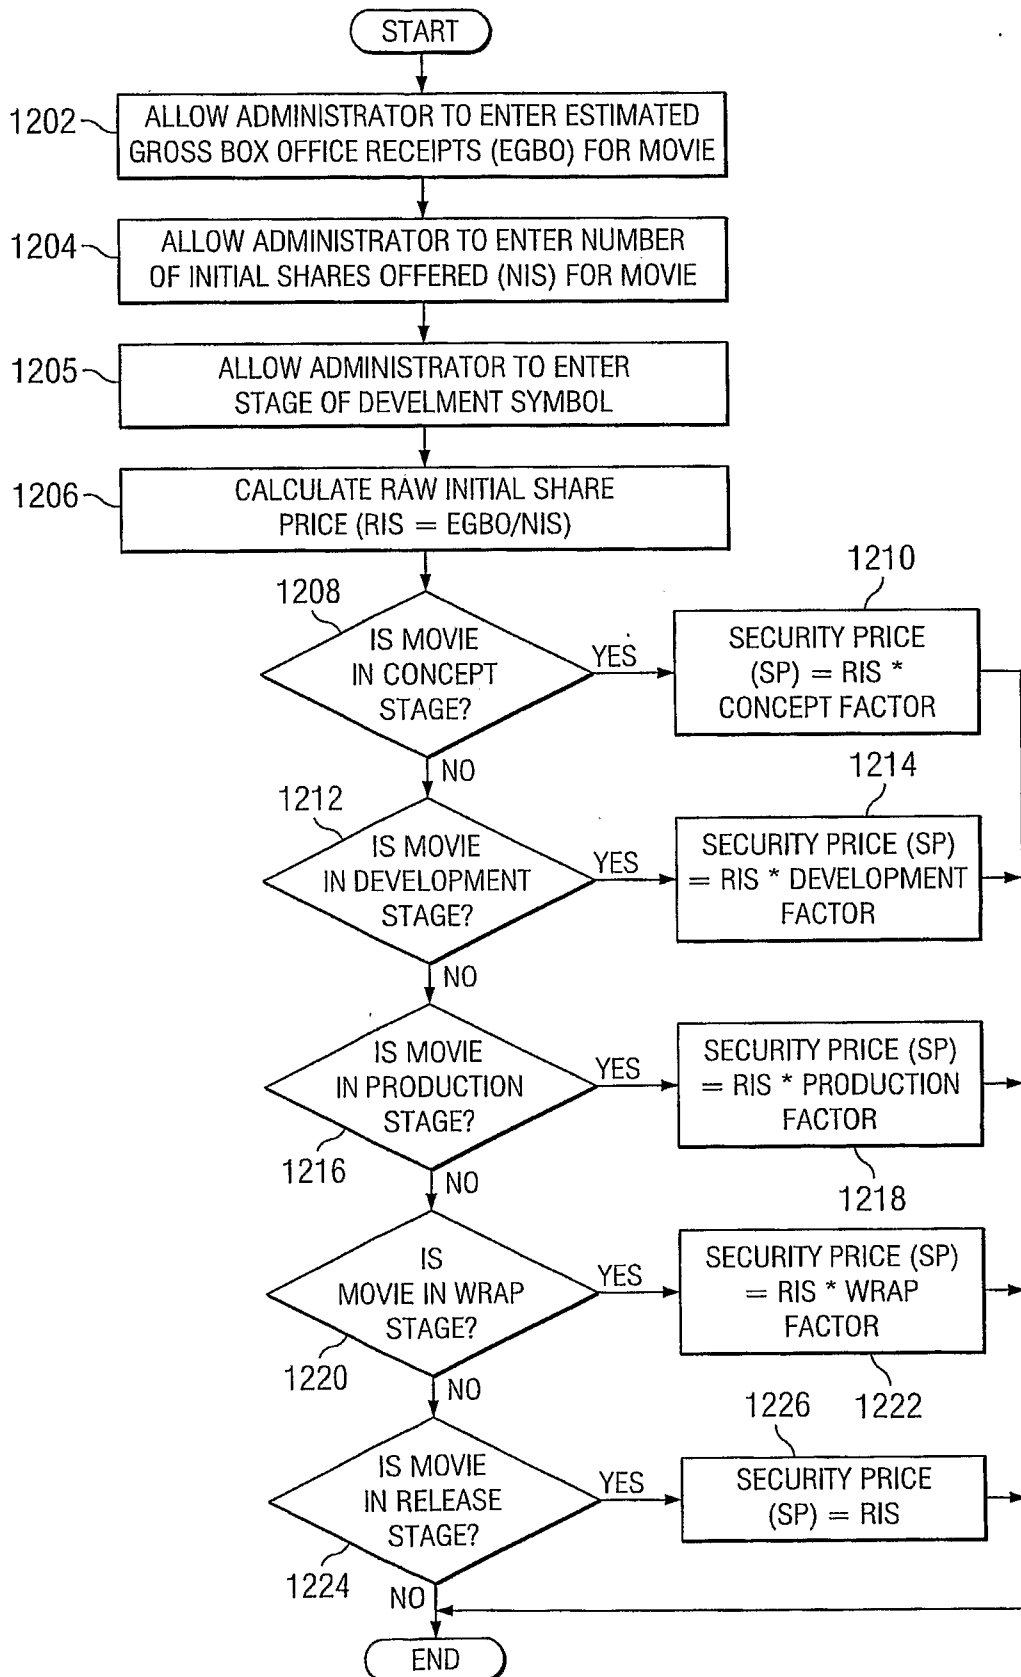 START
1202
ALLOW ADMINISTRATOR TO ENTER ESTIMATED
GROSS BOX OFFICE RECEIPTS (EGBO) FOR MOVIE
1204
ALLOW ADMINISTRATOR TO ENTER NUMBER
OF INITIAL SHARES OFFERED (NIS) FOR MOVIE
1205
ALLOW ADMINISTRATOR TO ENTER
STAGE OF DEVELMENT SYMBOL
1206
CALCULATE RAW INITIAL SHARE
PRICE (RIS = EGBO/NIS)
1208
IS MOVIE
IN CONCEPT
STAGE?
YES
1210
SECURITY PRICE
(SP) = RIS *
CONCEPT FACTOR
NO
1212
IS MOVIE
IN DEVELOPMENT
STAGE?
YES
1214
SECURITY PRICE (SP)
= RIS * DEVELOPMENT
FACTOR
NO
IS MOVIE
IN PRODUCTION
STAGE?
1216
YES
SECURITY PRICE (SP)
= RIS * PRODUCTION
FACTOR
1218
NO
IS
MOVIE IN WRAP
STAGE?
1220
YES
SECURITY PRICE (SP)
= RIS * WRAP
FACTOR
1222
NO
IS MOVIE
IN RELEASE
STAGE?
1224
YES
1226
SECURITY PRICE
(SP) = RIS
NO
END